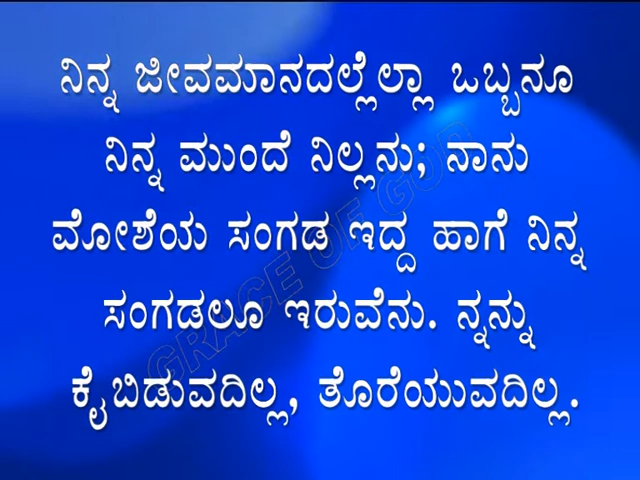 ನಿನ್ನ ಜೀವಮಾನದಲ್ಲೆಲ್ಲಾ ಒಬ್ಬನೂ
ನಿನ್ನ ಮುಂದೆ ನಿಲ್ಲನು; ನಾನು
ಮೋಶೆಯ ಸಂಗಡ ಇದ್ದ ಹಾಗೆ ನಿನ್ನ
ಸಂಗಡಲೂ ಇರುವೆನು. ನ್ನನ್ನು
ಕೈಬಿಡುವದಿಲ್ಲ, ತೊರೆಯುವದಿಲ್ಲ.
GRACE OF GOD